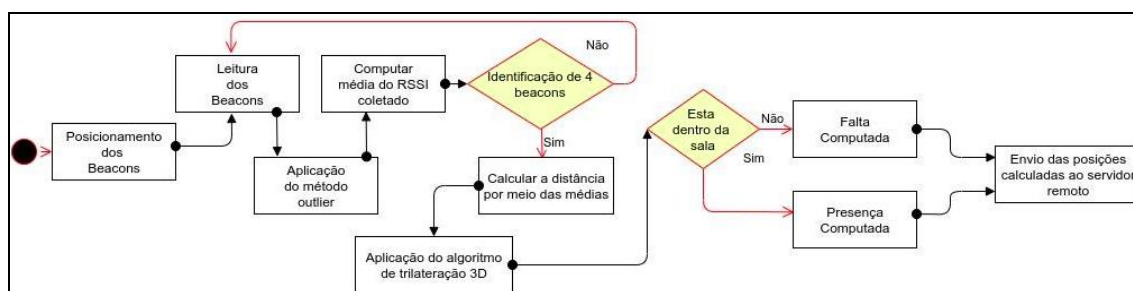 Posicionamento
dos
Beacons
Leitura
dos
Beacons
Aplicação
do método
outlier
Computar
média do RSSI
coletado
Identificação de 4
beacons
Não
Sim
Calcular a distância
por meio das médias
Aplicação do algoritmo
de trilateração 3D
Esta
dentro da
sala
Não
Sim
Falta
Computada
Presença
Computada
Envio das posições
calculadas ao servidor
remoto